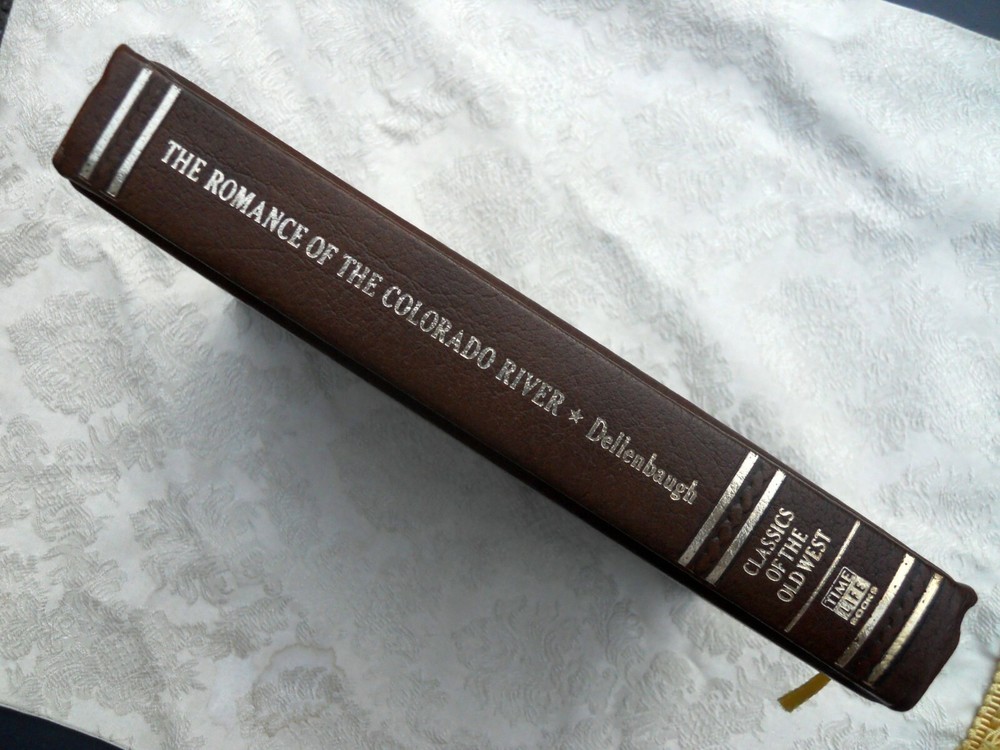 THE ROMANCE OF THE COLORADO RIVER ★ Dellenbaugh
CLASSICS
OF THE
OLD WEST
TIME
LIFE
BOOKS